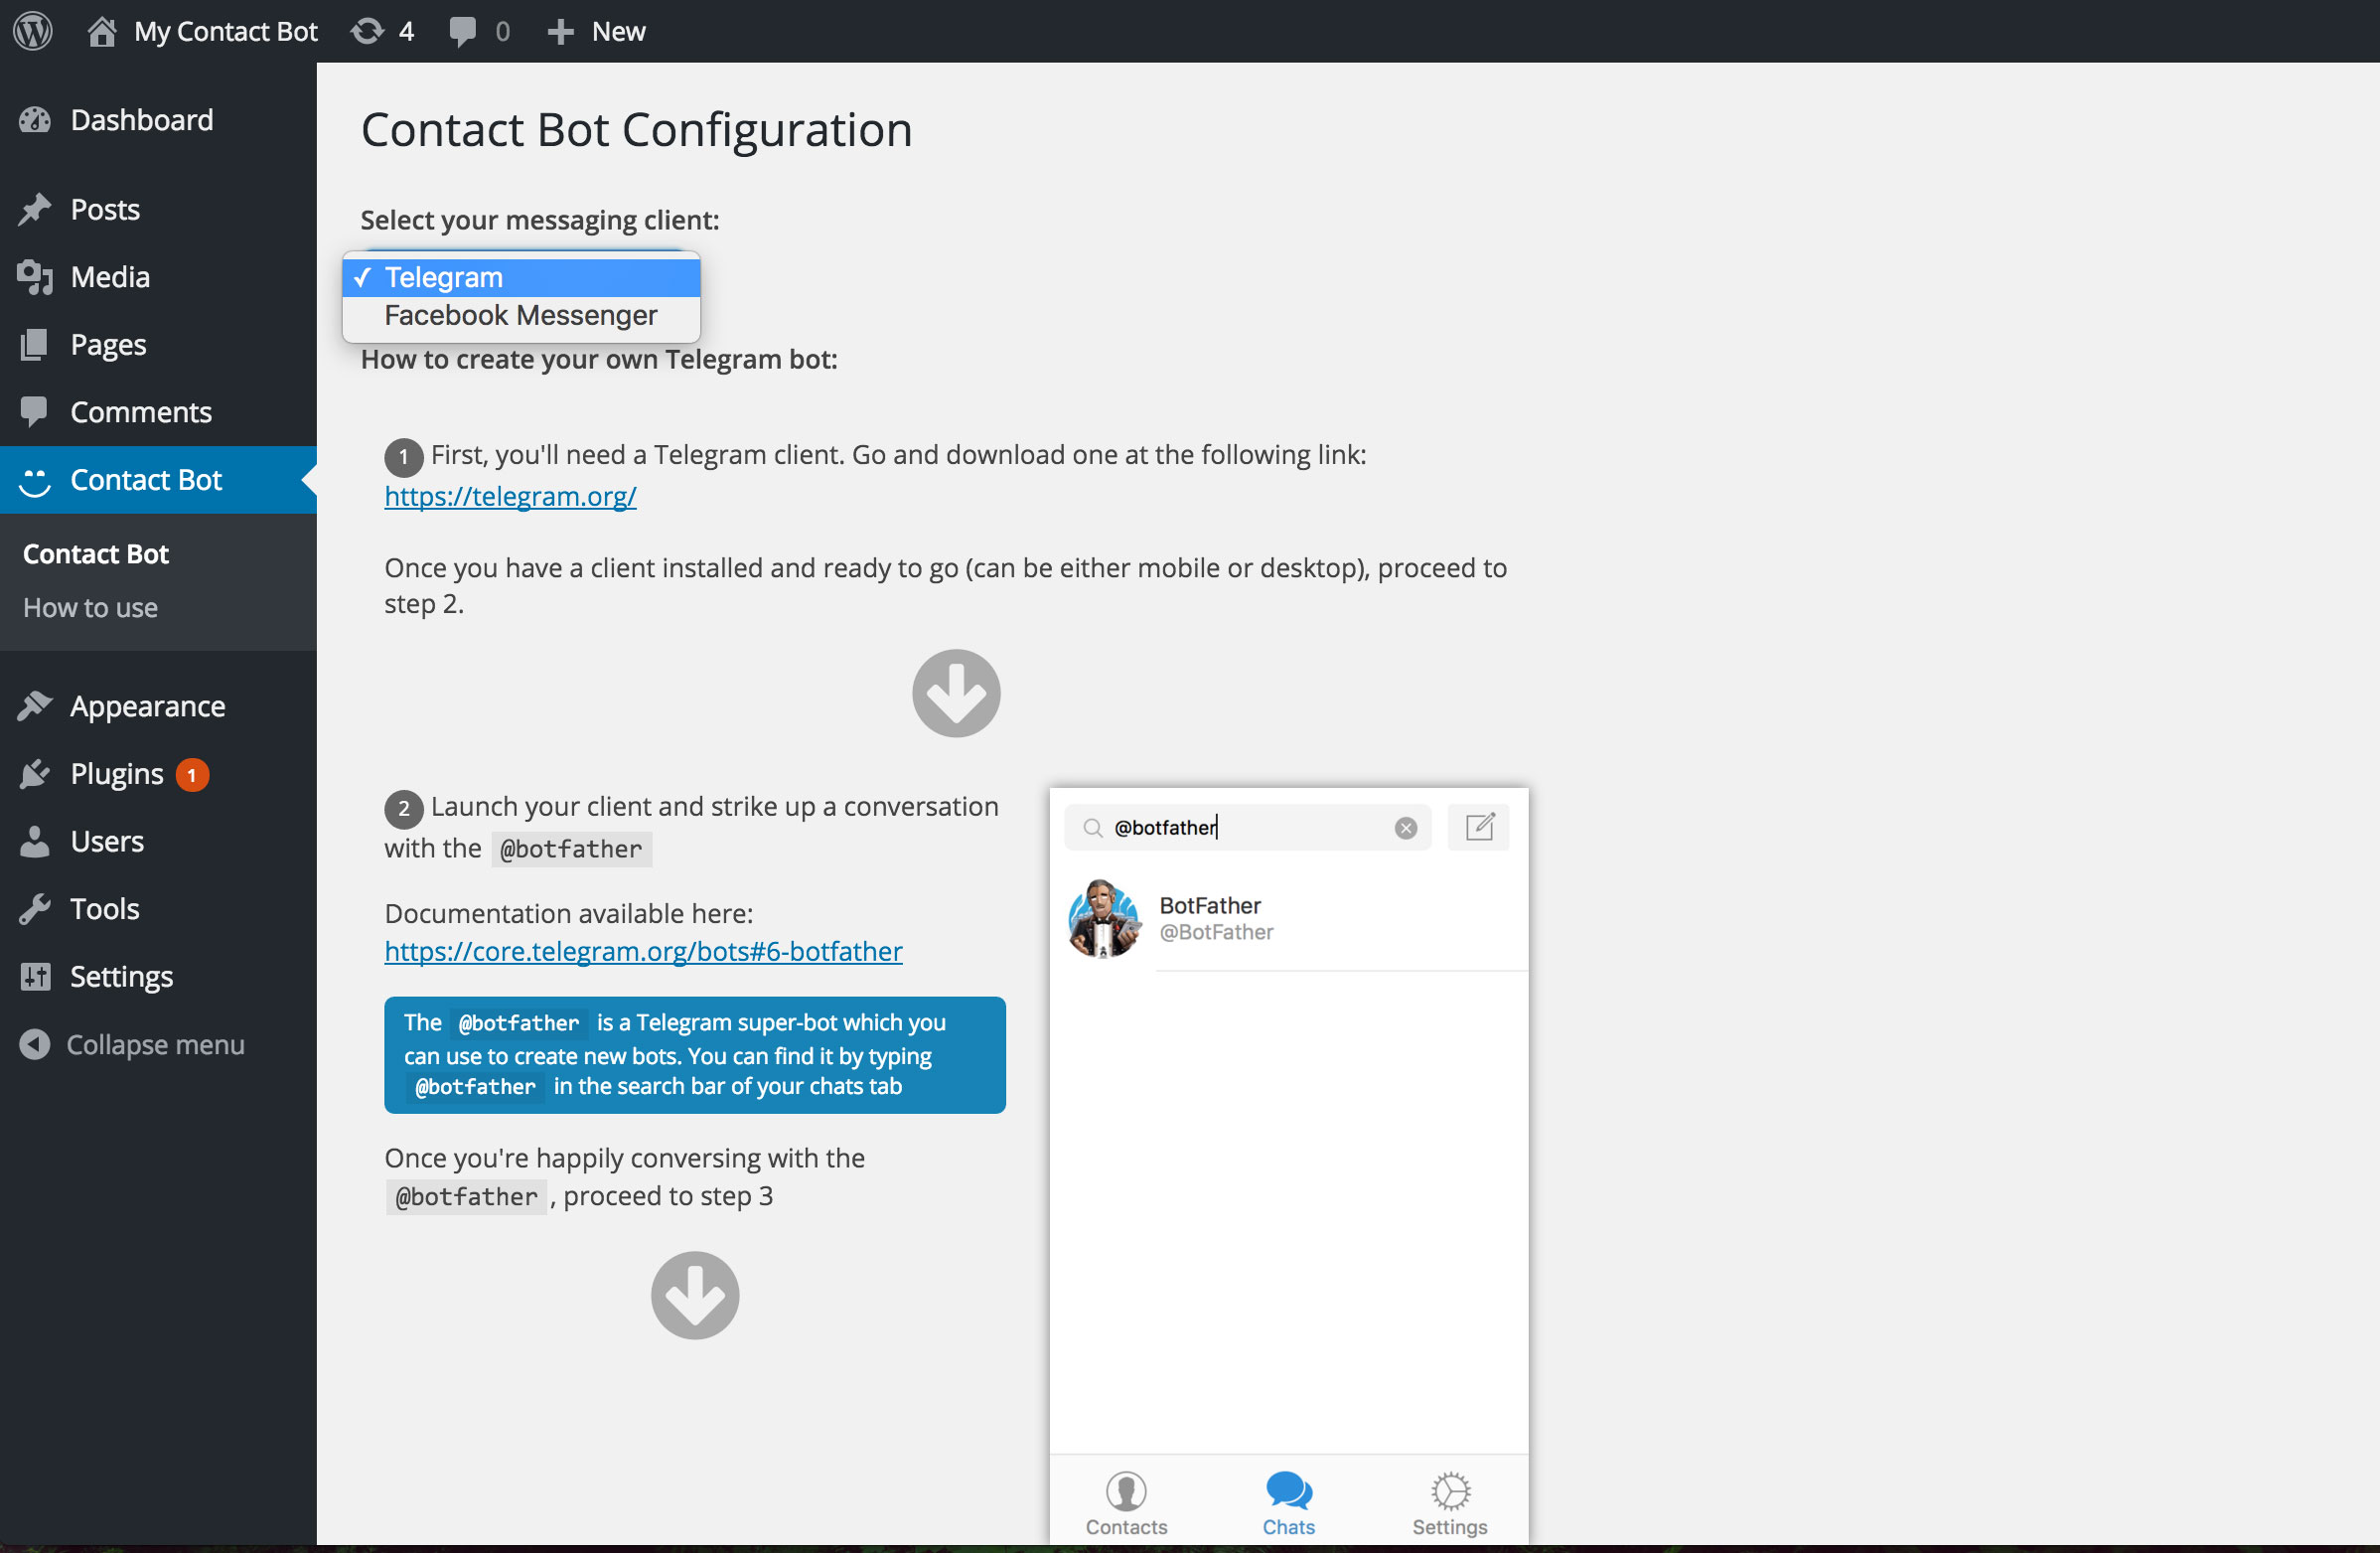 My Contact Bot 4 0 New
Dashboard
Posts
Media
Pages
Comments
Contact Bot
Contact Bot
How to use
Appearance
Plugins 1
Users
Tools
Settings
Collapse menu
Contact Bot Configuration
Select your messaging client:
✓ Telegram
Facebook Messenger
How to create your own Telegram bot:
1 First, you'll need a Telegram client. Go and download one at the following link:
https://telegram.org/
Once you have a client installed and ready to go (can be either mobile or desktop), proceed to
step 2.
2 Launch your client and strike up a conversation
with the @botfather
Documentation available here:
https://core.telegram.org/bots#6-botfather
The @botfather is a Telegram super-bot which you
can use to create new bots. You can find it by typing
@botfather in the search bar of your chats tab
Once you're happily conversing with the
@botfather , proceed to step 3
@botfather
BotFather
@BotFather
Contacts Chats Settings